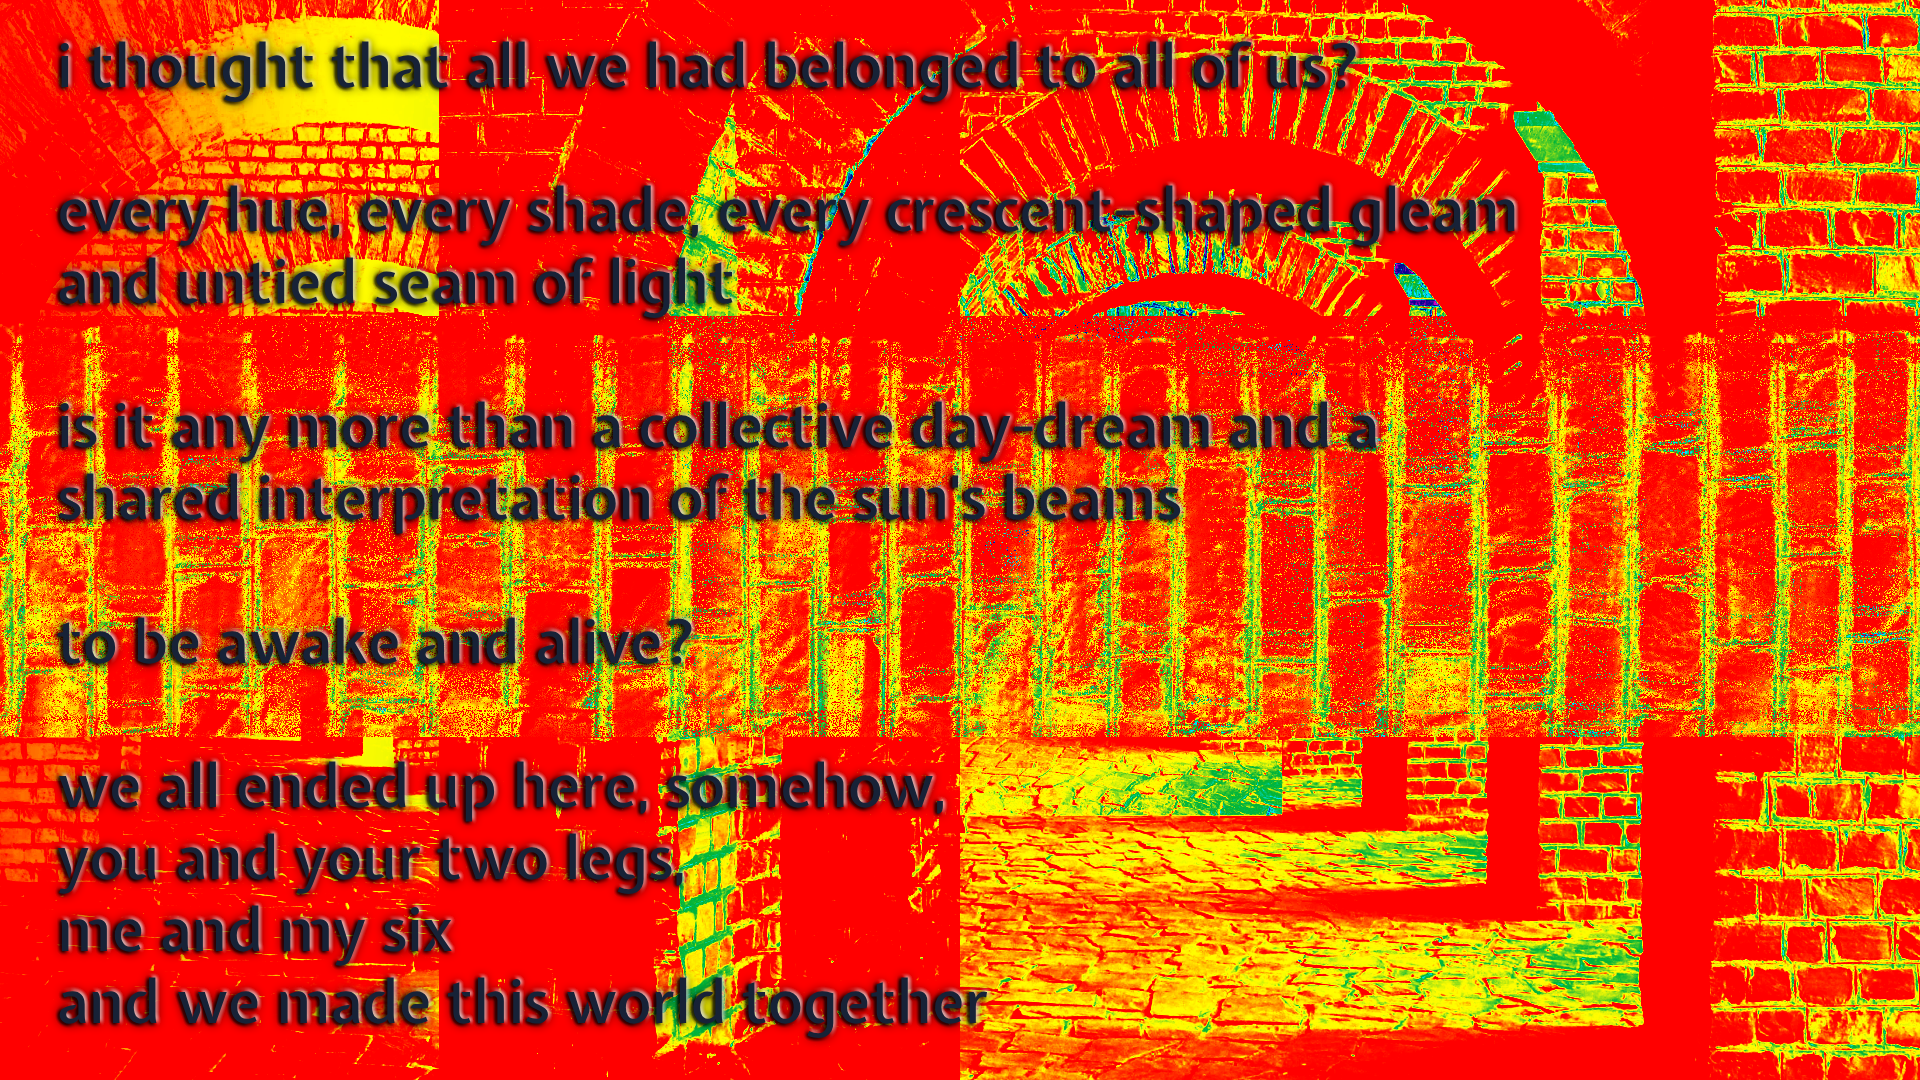 i thought that all we had belonged to all of us?
every hue, every shade, every crescent-shaped gleam
and untied seam of light
is it any more than a collective day-dream and a
shared interpretation of the sun's beams
to be awake and alive?
we all ended up here, somehow,
you and your two legs,
me and my six
and we made this world together